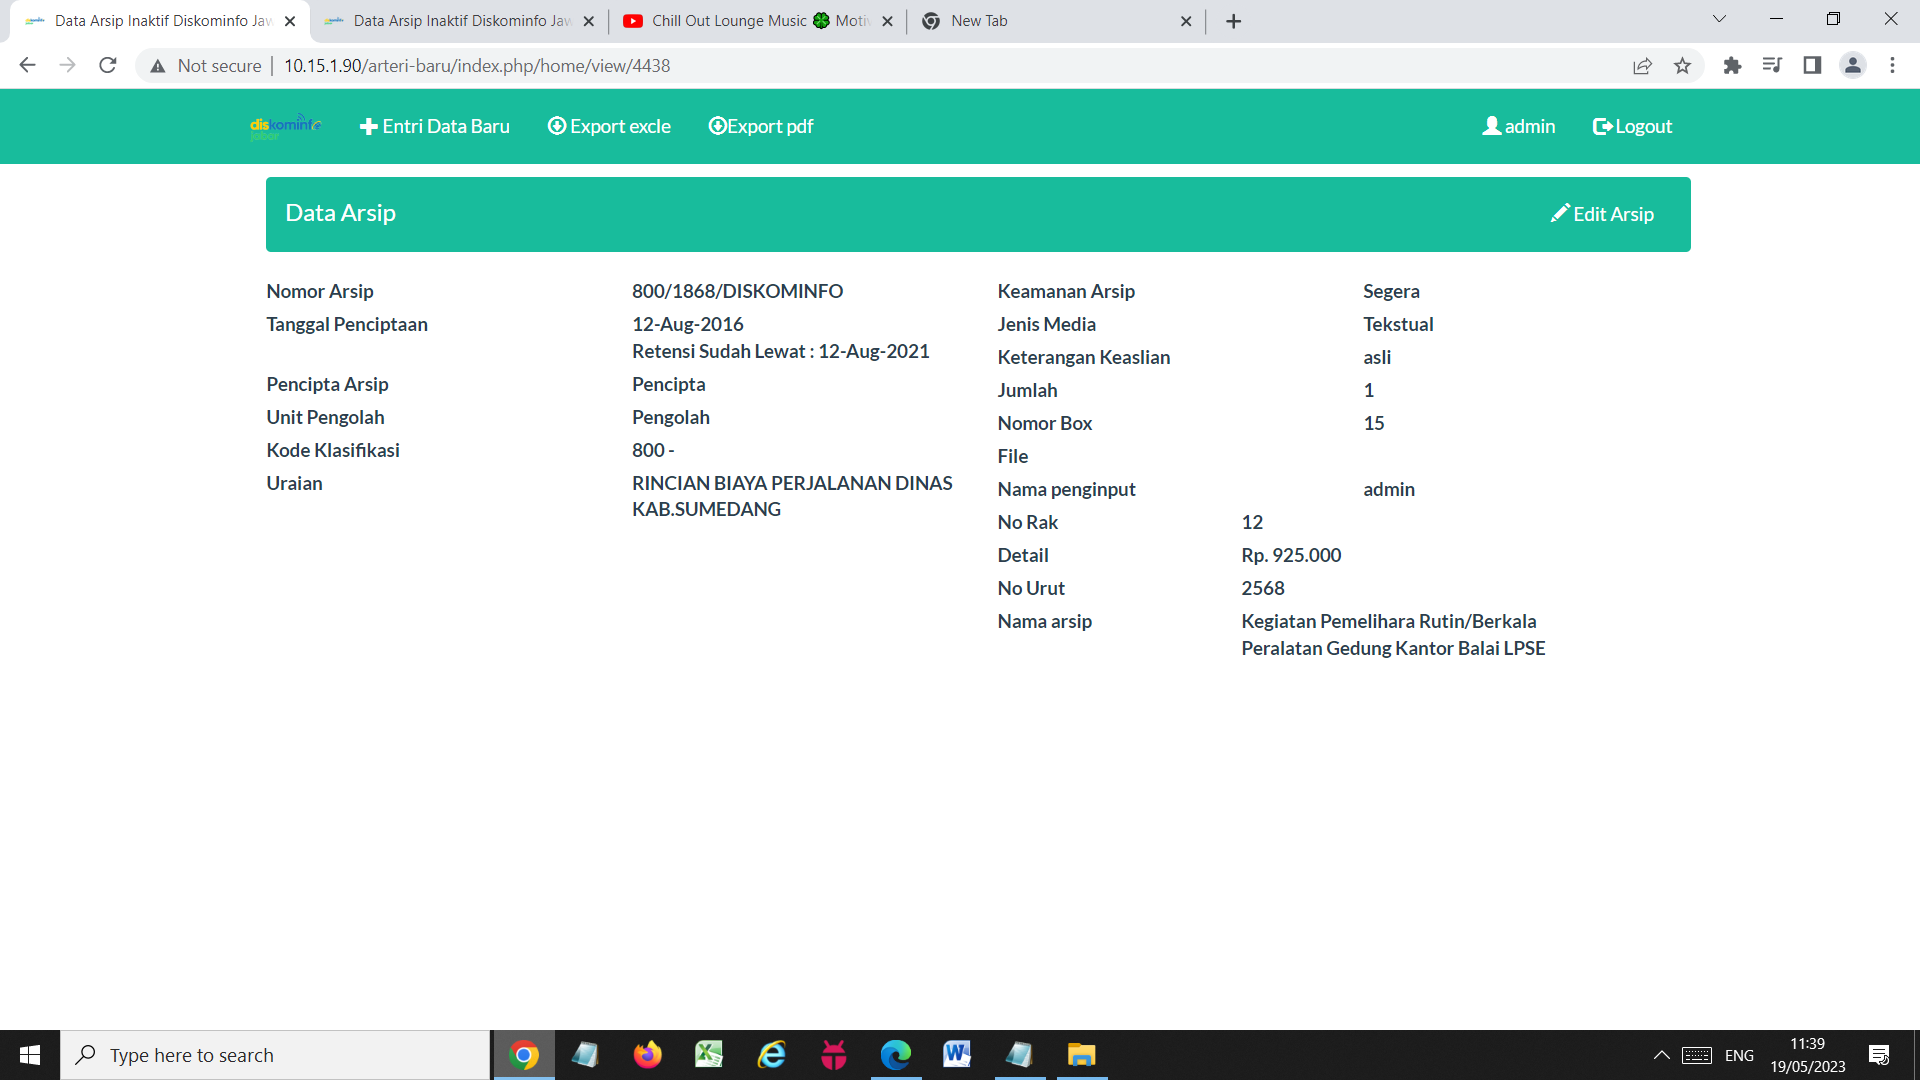 Data Arsip Inaktif Diskominfo Jaw
Data Arsip Inaktif Diskominfo Jaw
Chill Out Lounge Music 🍀 Moti
New Tab
Not secure | 10.15.1.90/arteri-baru/index.php/home/view/4438
diskominfo
Entri Data Baru
Export excle
Export pdf
admin
Logout
Data Arsip
Edit Arsip
Nomor Arsip 800/1868/DISKOMINFO
Tanggal Penciptaan 12-Aug-2016
Retensi Sudah Lewat : 12-Aug-2021
Pencipta Arsip Pencipta
Unit Pengolah Pengolah
Kode Klasifikasi 800 -
Uraian RINCIAN BIAYA PERJALANAN DINAS
KAB.SUMEDANG
Keamanan Arsip Segera
Jenis Media Tekstual
Keterangan Keaslian asli
Jumlah 1
Nomor Box 15
File
Nama penginput admin
No Rak 12
Detail Rp. 925.000
No Urut 2568
Nama arsip Kegiatan Pemelihara Rutin/Berkala
Peralatan Gedung Kantor Balai LPSE
Type here to search
ENG
11:39
19/05/2023